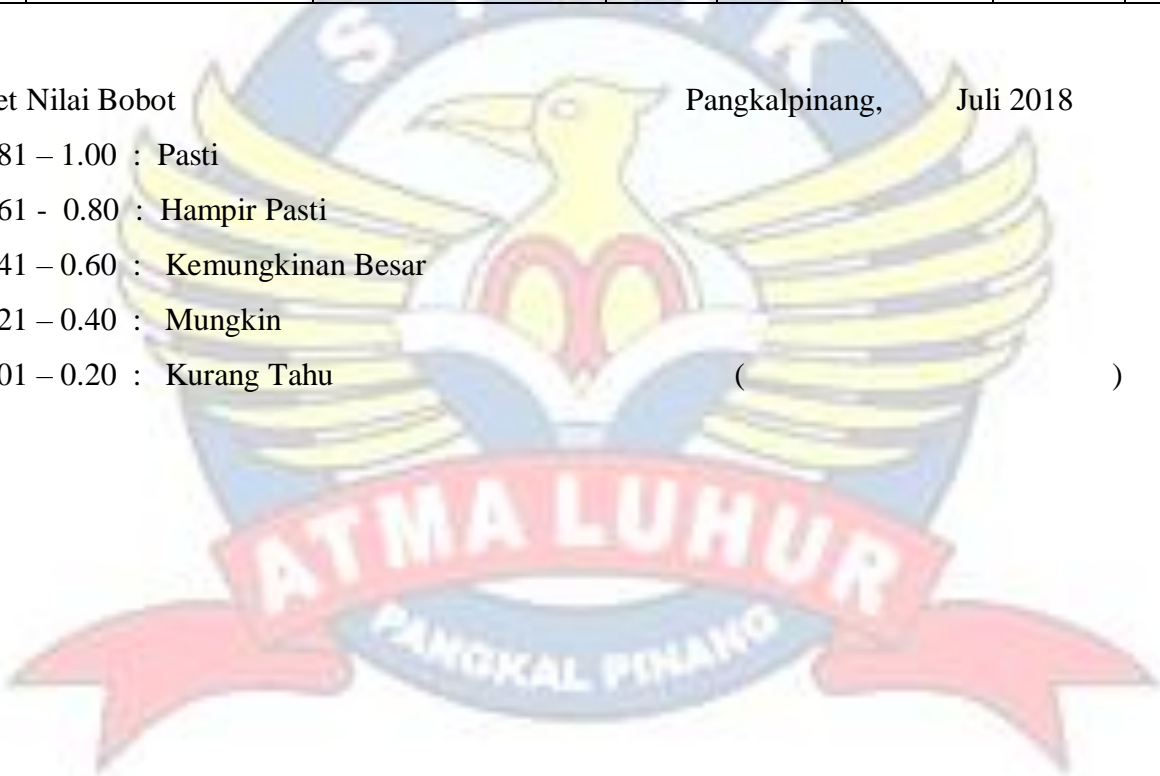 S T M I K
et Nilai Bobot Pangkalpinang, Juli 2018
81 – 1.00 : Pasti
61 - 0.80 : Hampir Pasti
41 – 0.60 : Kemungkinan Besar
21 – 0.40 : Mungkin
01 – 0.20 : Kurang Tahu ( )
ATMA LUHUR
PANGKAL PINANG